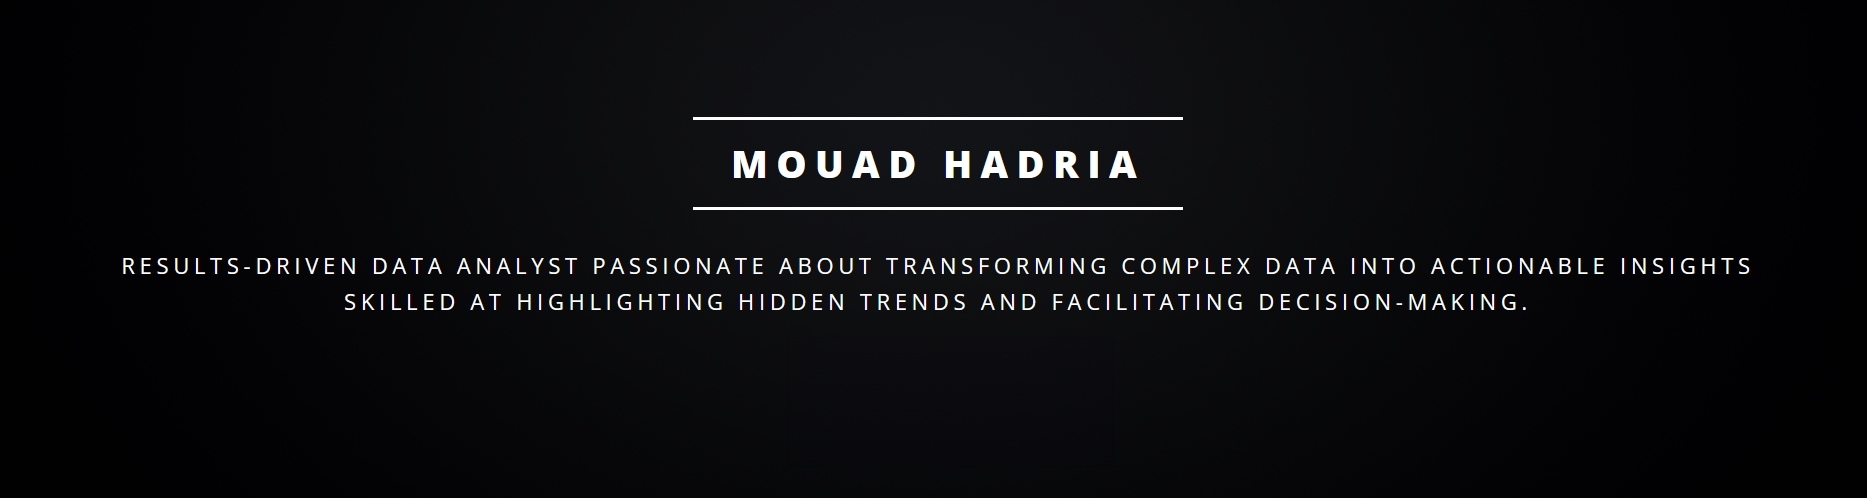 MOUAD HADRIA
RESULTS-DRIVEN DATA ANALYST PASSIONATE ABOUT TRANSFORMING COMPLEX DATA INTO ACTIONABLE INSIGHTS
SKILLED AT HIGHLIGHTING HIDDEN TRENDS AND FACILITATING DECISION-MAKING.